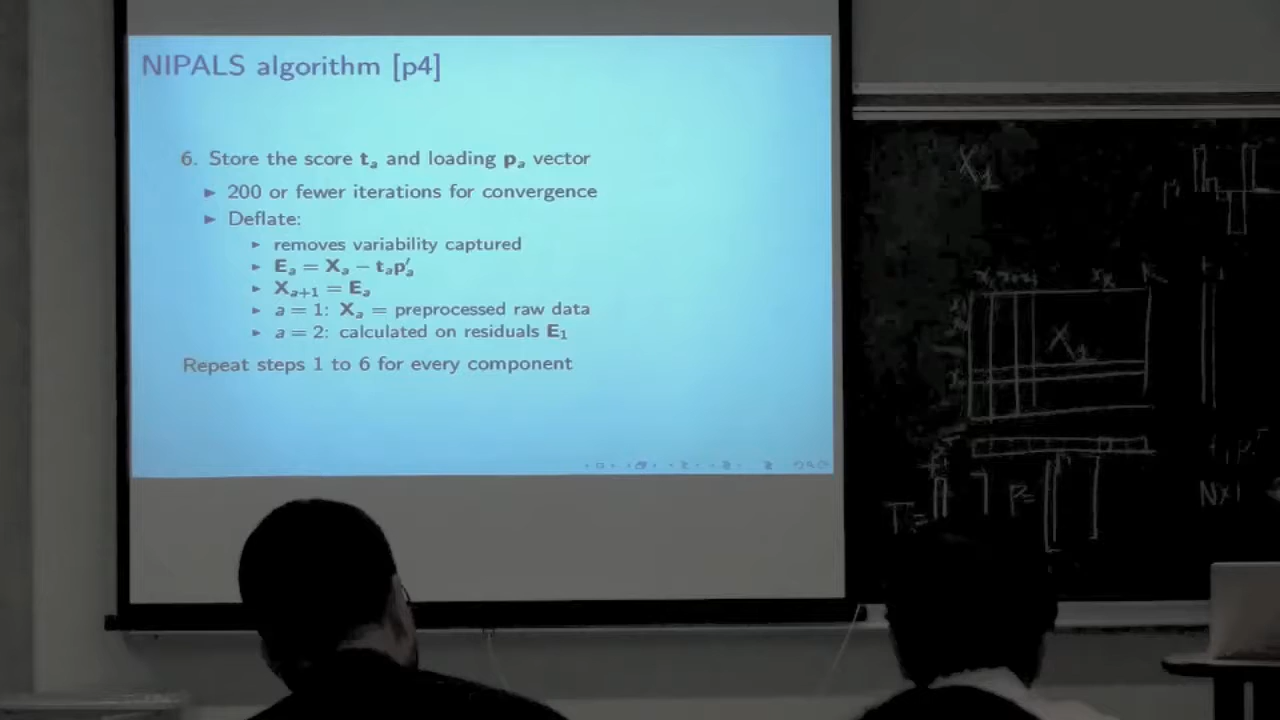 NIPALS algorithm [p4]
6. Store the score tₐ and loading pₐ vector
► 200 or fewer iterations for convergence
► Deflate:
► removes variability captured
► Eₐ = Xₐ − tₐp′ₐ
► Xₐ₊₁ = Eₐ
► a = 1: Xₐ = preprocessed raw data
► a = 2: calculated on residuals E₁
Repeat steps 1 to 6 for every component
T=
P=
N×1